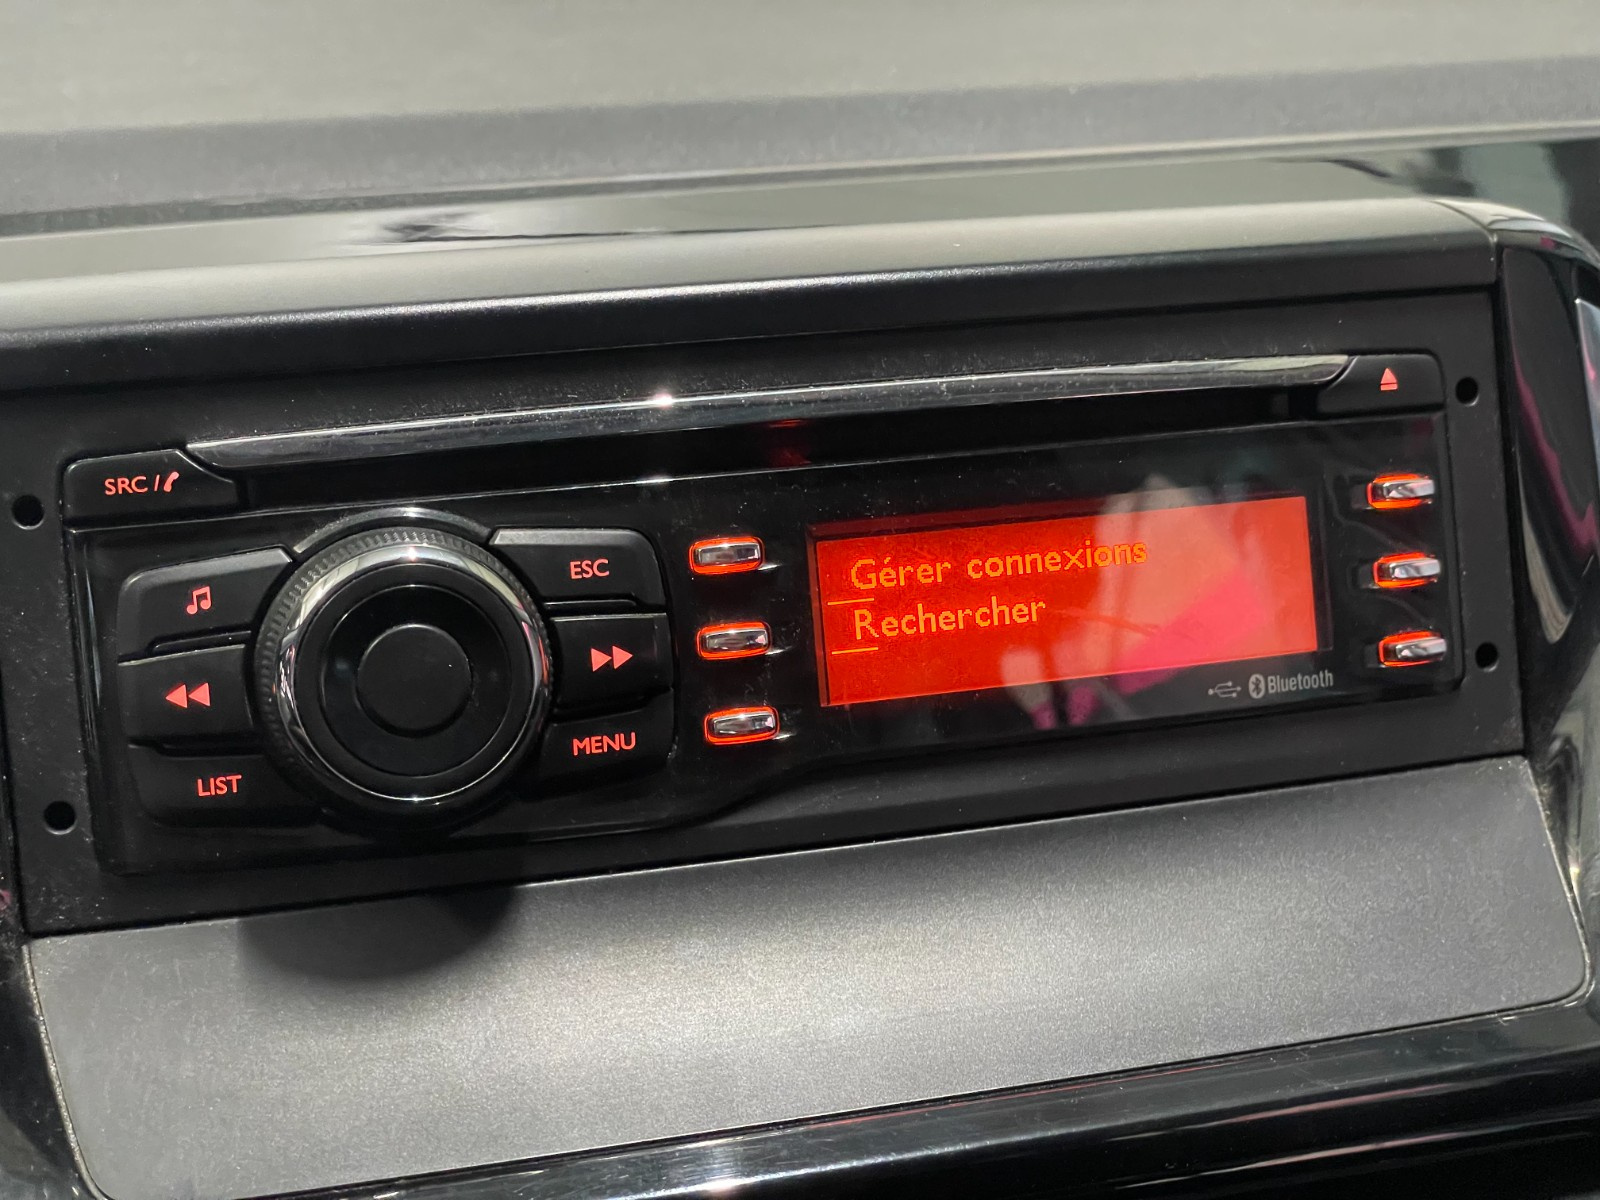 SRC /
ESC
LIST
MENU
Gérer connexions
Rechercher
Bluetooth